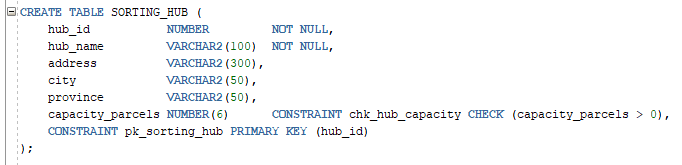 CREATE TABLE SORTING_HUB (
    hub_id          NUMBER        NOT NULL,
    hub_name        VARCHAR2(100)  NOT NULL,
    address         VARCHAR2(300),
    city            VARCHAR2(50),
    province        VARCHAR2(50),
    capacity_parcels NUMBER(6)     CONSTRAINT chk_hub_capacity CHECK (capacity_parcels > 0),
    CONSTRAINT pk_sorting_hub PRIMARY KEY (hub_id)
);